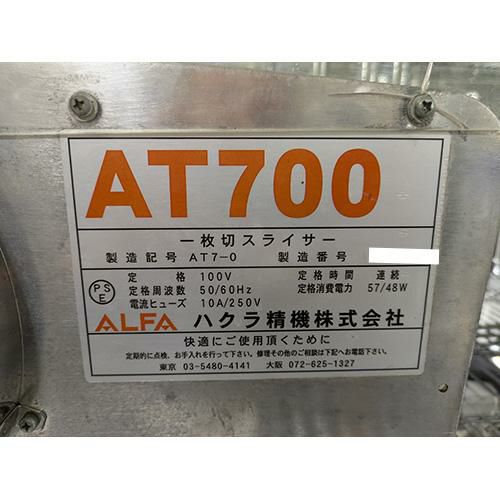 AT700
一枚切スライサー
製造記号 AT7-0 製造番号
PSE
定格 100V 定格時間 連続
定格周波数 50/60Hz 定格消費電力 57/48W
電流ヒューズ 10A/250V
ALFA ハクラ精機株式会社
快適にご使用頂くために
定期的に点検、お手入れを行って下さい。修理その他のご相談は下記へお電話下さい。
東京 03-5480-4141 大阪 072-625-1327